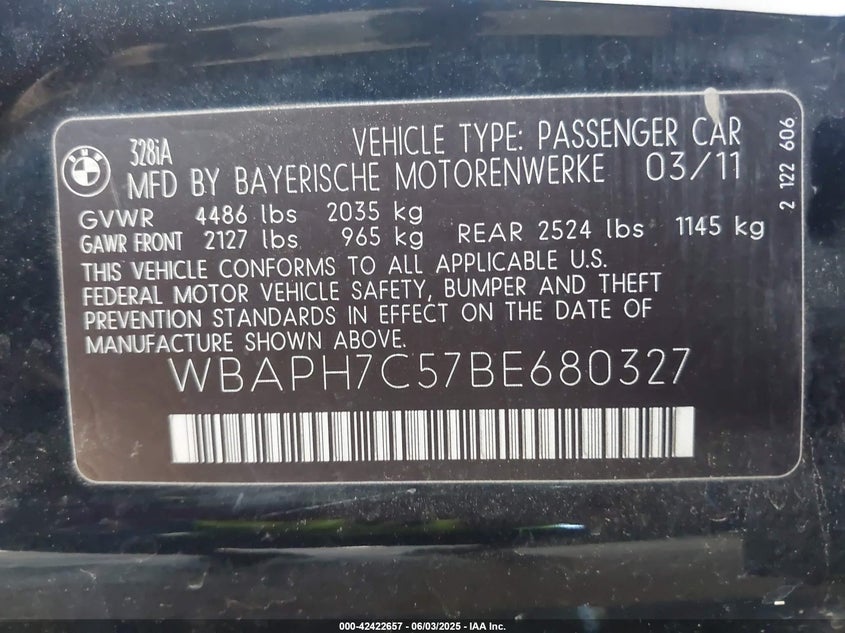 328iA VEHICLE TYPE: PASSENGER CAR
MFD BY BAYERISCHE MOTORENWERKE 03/11
GVWR 4486 lbs 2035 kg
GAWR FRONT 2127 lbs 965 kg REAR 2524 lbs 1145 kg
THIS VEHICLE CONFORMS TO ALL APPLICABLE U.S.
FEDERAL MOTOR VEHICLE SAFETY, BUMPER AND THEFT
PREVENTION STANDARDS IN EFFECT ON THE DATE OF
MANUFACTURE SHOWN ABOVE.
WBAPH7C57BE680327
2 122 606
000-42422657 - 06/03/2025 - IAA Inc.